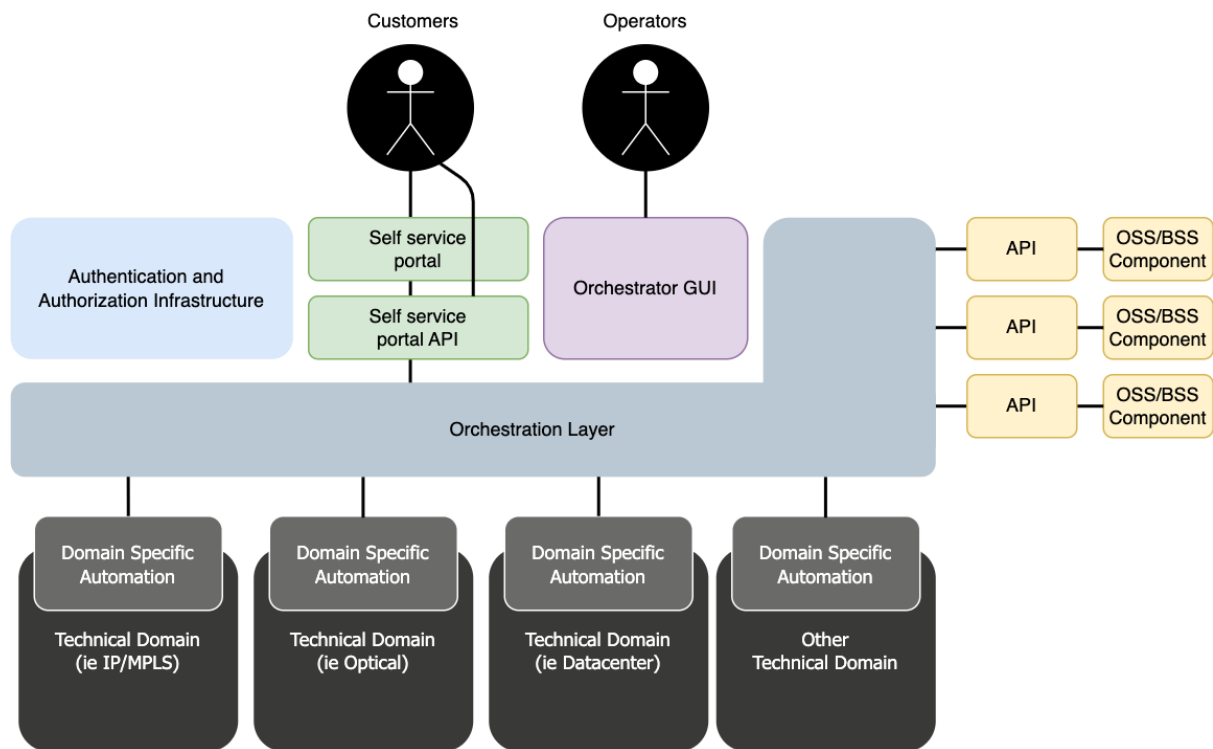 Customers
Operators
Authentication and
Authorization Infrastructure
Self service
portal
Self service
portal API
Orchestrator GUI
API
OSS/BSS
Component
API
OSS/BSS
Component
API
OSS/BSS
Component
Orchestration Layer
Domain Specific
Automation
Technical Domain
(ie IP/MPLS)
Domain Specific
Automation
Technical Domain
(ie Optical)
Domain Specific
Automation
Technical Domain
(ie Datacenter)
Domain Specific
Automation
Other
Technical Domain